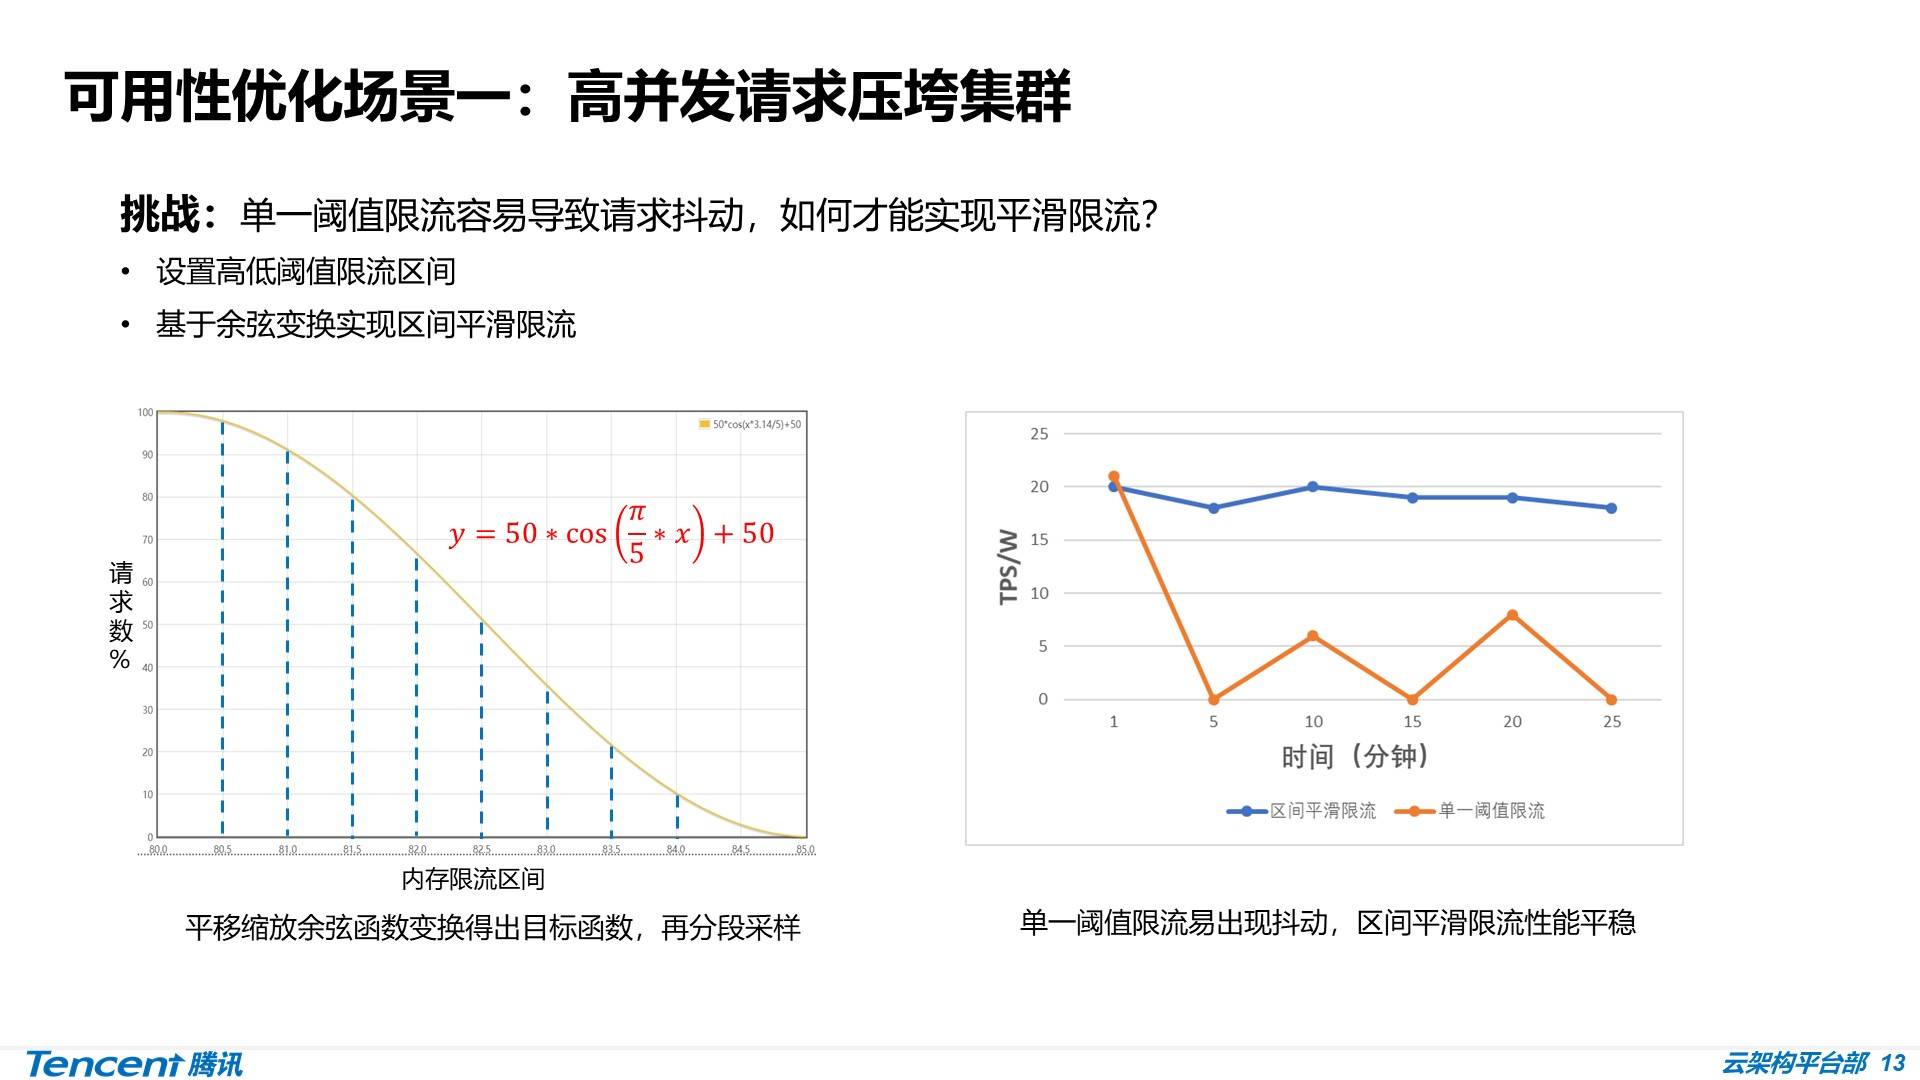 可用性优化场景一：高并发请求压垮集群
挑战：单一阈值限流容易导致请求抖动，如何才能实现平滑限流？
• 设置高低阈值限流区间
• 基于余弦变换实现区间平滑限流
100
90
80
70
60
50
40
30
20
10
0
50*cos(x*3.14/5)+50
y = 50 * cos(π/5 * x) + 50
请求数%
80.0 80.5 81.0 81.5 82.0 82.5 83.0 83.5 84.0 84.5 85.0
内存限流区间
平移缩放余弦函数变换得出目标函数，再分段采样
25
20
15
10
5
0
TPS/W
1 5 10 15 20 25
时间（分钟）
区间平滑限流 单一阈值限流
单一阈值限流易出现抖动，区间平滑限流性能平稳
Tencent 腾讯
云架构平台部 13